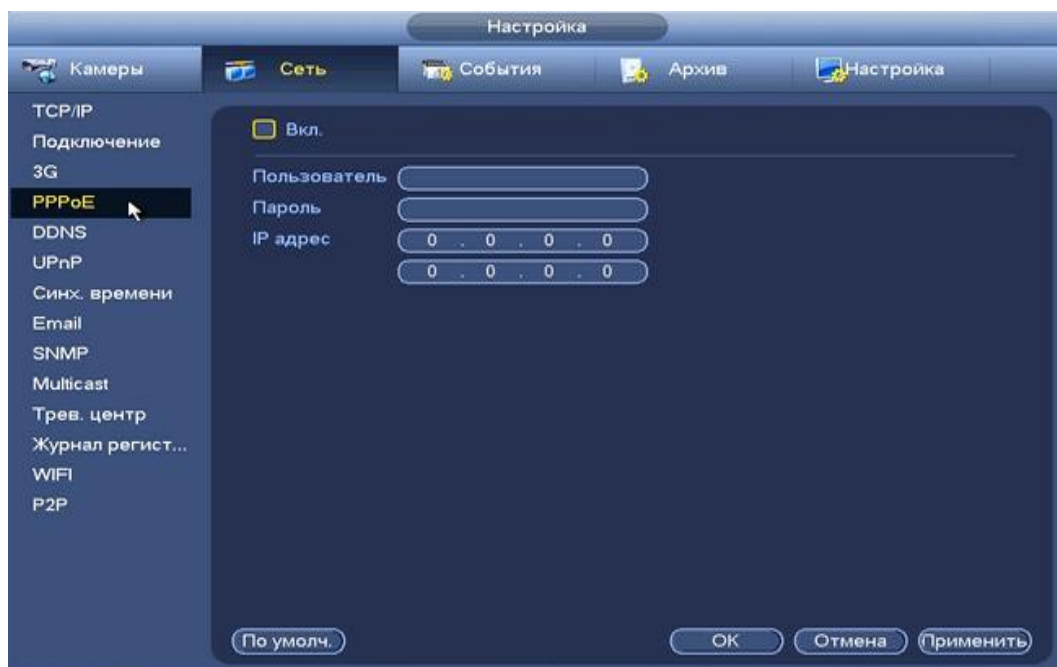 Настройка
Камеры Сеть События Архив Настройка
TCP/IP
Подключение
3G
PPPoE
DDNS
UPnP
Синх. времени
Email
SNMP
Multicast
Трев. центр
Журнал регист...
WIFI
P2P
Вкл.
Пользователь
Пароль
IP адрес 0 . 0 . 0 . 0
0 . 0 . 0 . 0
По умолч. OK Отмена Применить